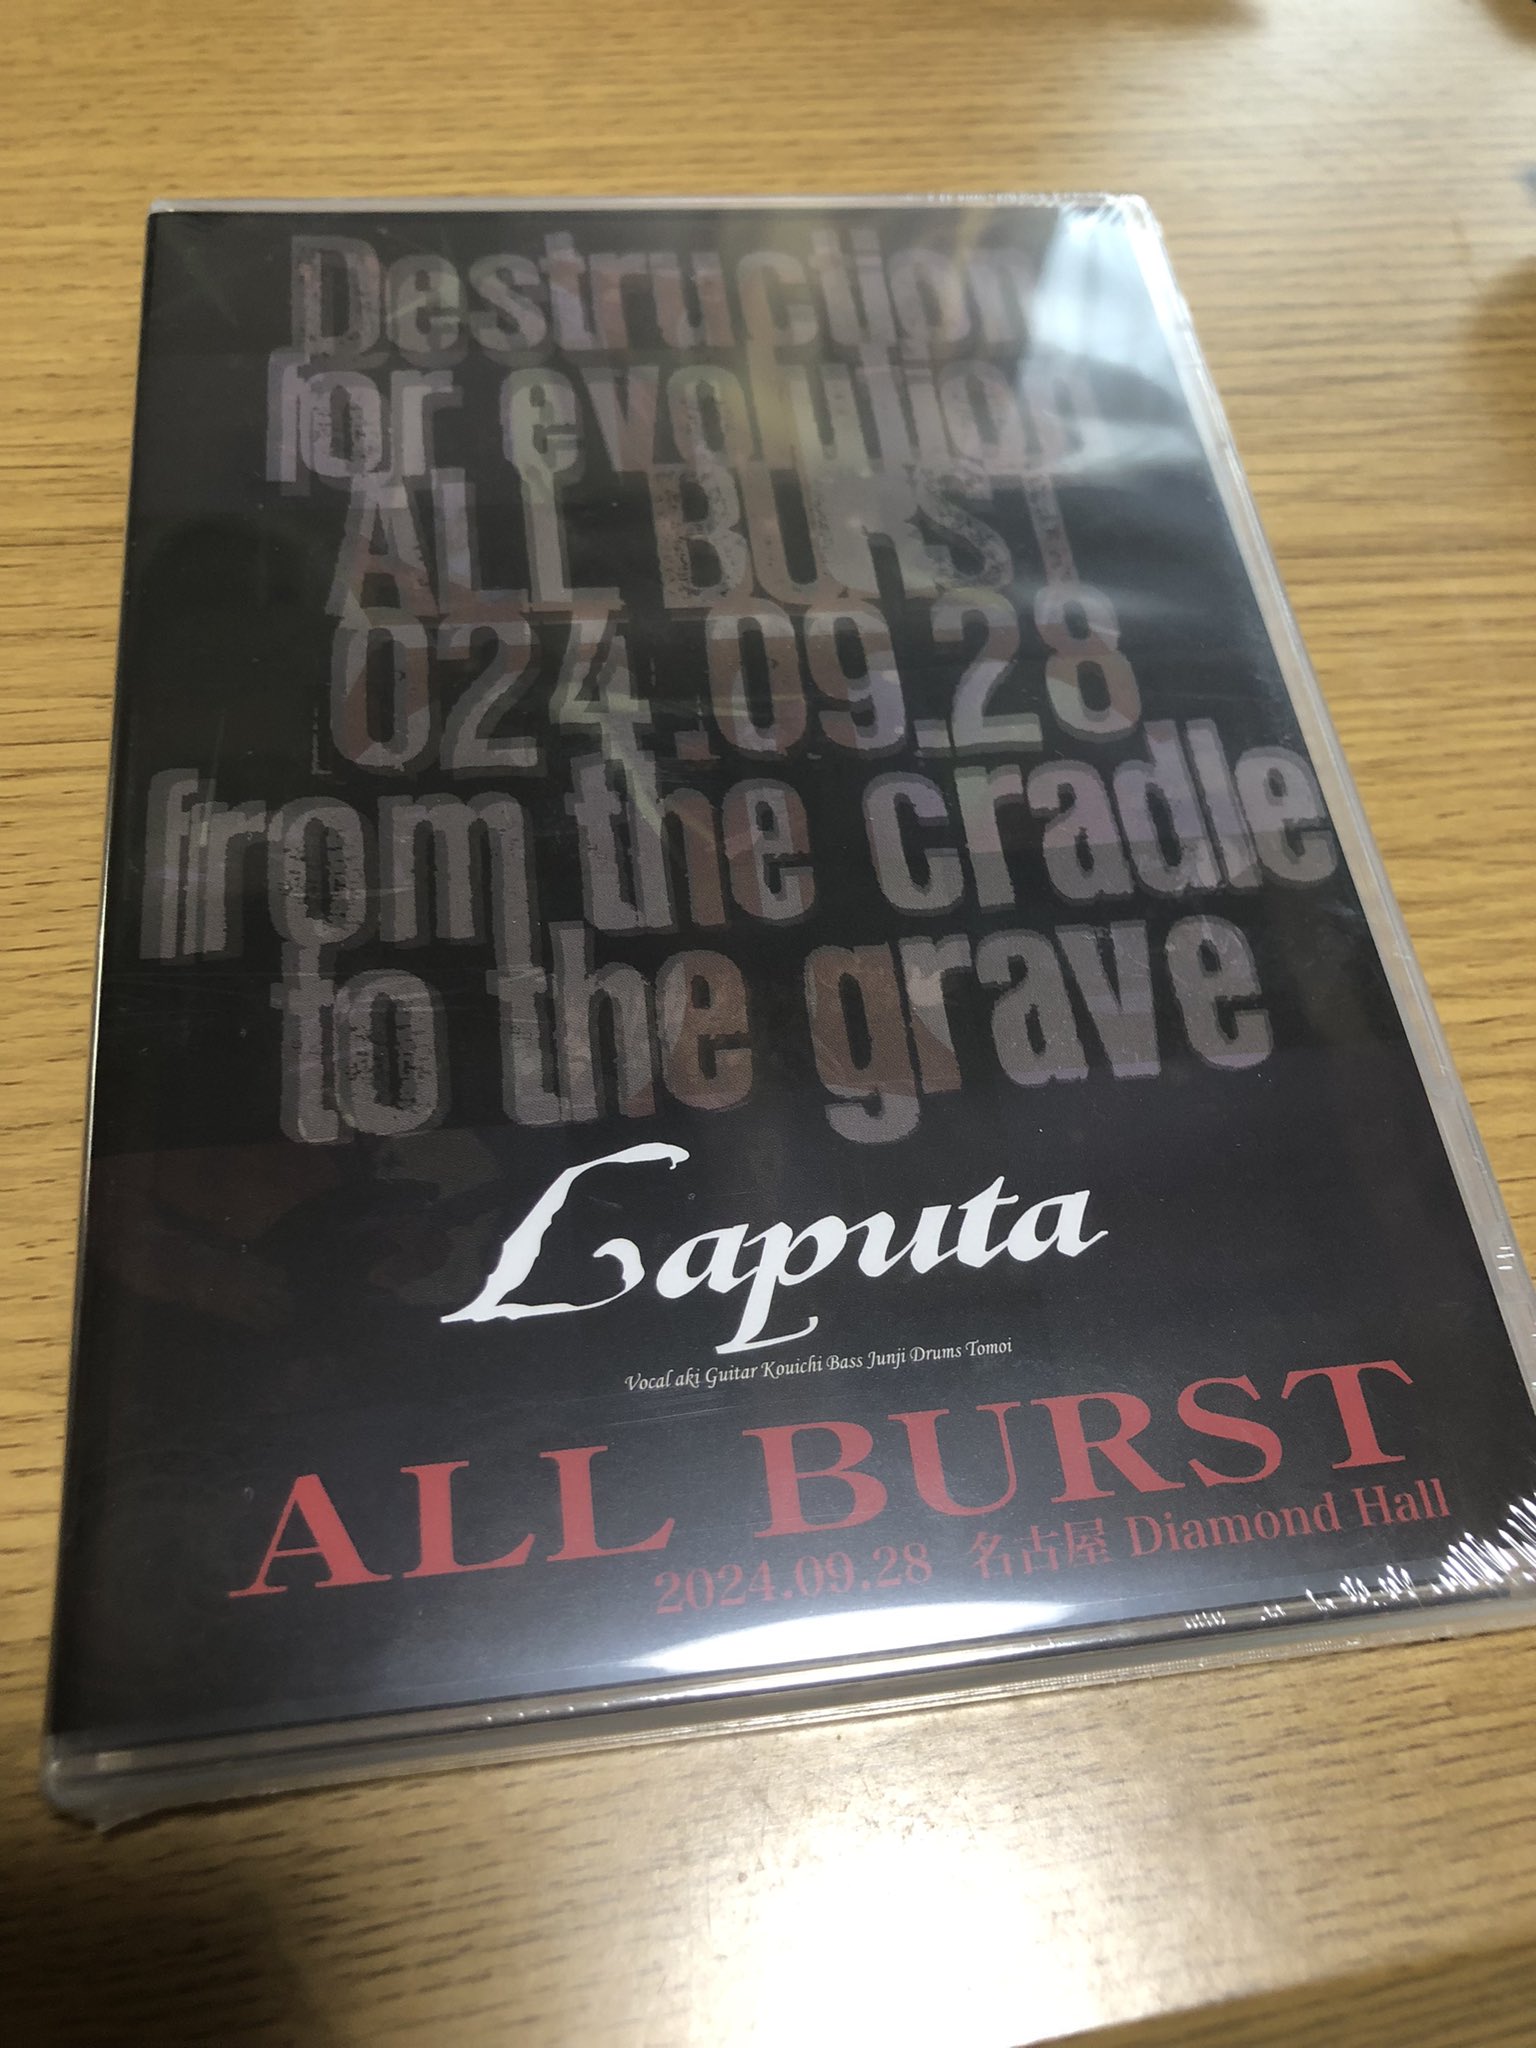 Destruction
for evolution
ALL BURST
024.09.28
from the cradle
to the grave
Laputa
Vocal aki Guitar Kouichi Bass Junji Drums Tomoi
ALL BURST
2024.09.28 名古屋 Diamond Hall